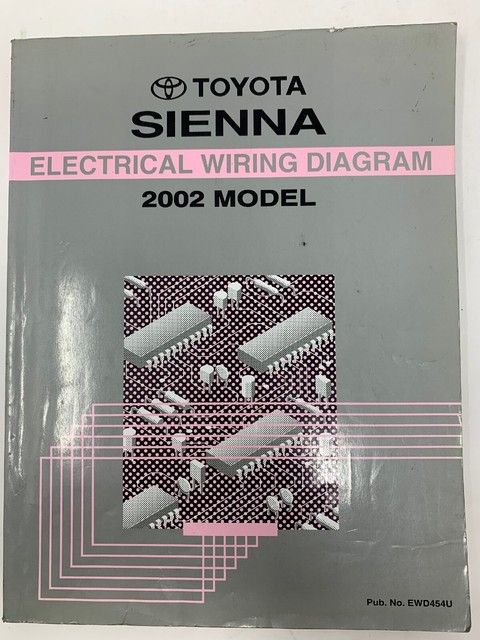 TOYOTA
SIENNA
ELECTRICAL WIRING DIAGRAM
2002 MODEL
Pub. No. EWD454U